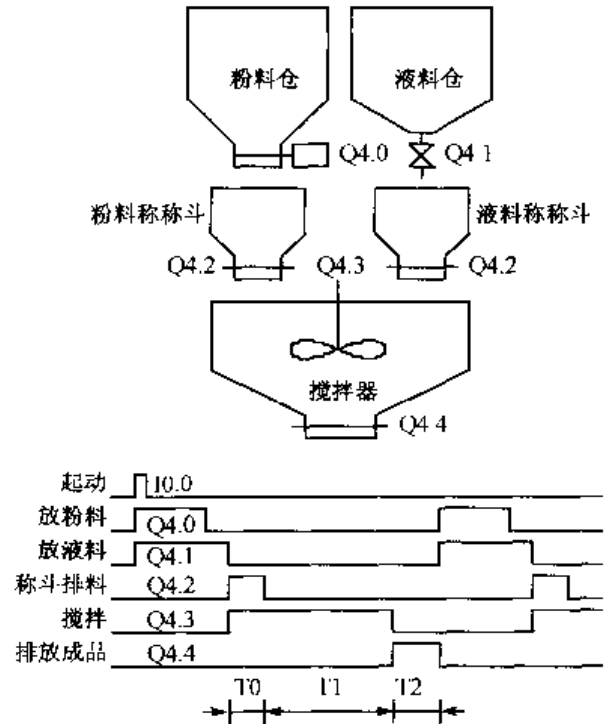 粉料仓 液料仓
Q4.0 Q4 1
粉料称称斗 液料称称斗
Q4.2 Q4.3 Q4.2
搅拌器
Q4 4
起动 I0.0
放粉料 Q4.0
放液料 Q4.1
称斗排料 Q4.2
搅拌 Q4.3
排放成品 Q4.4
T0 T1 T2